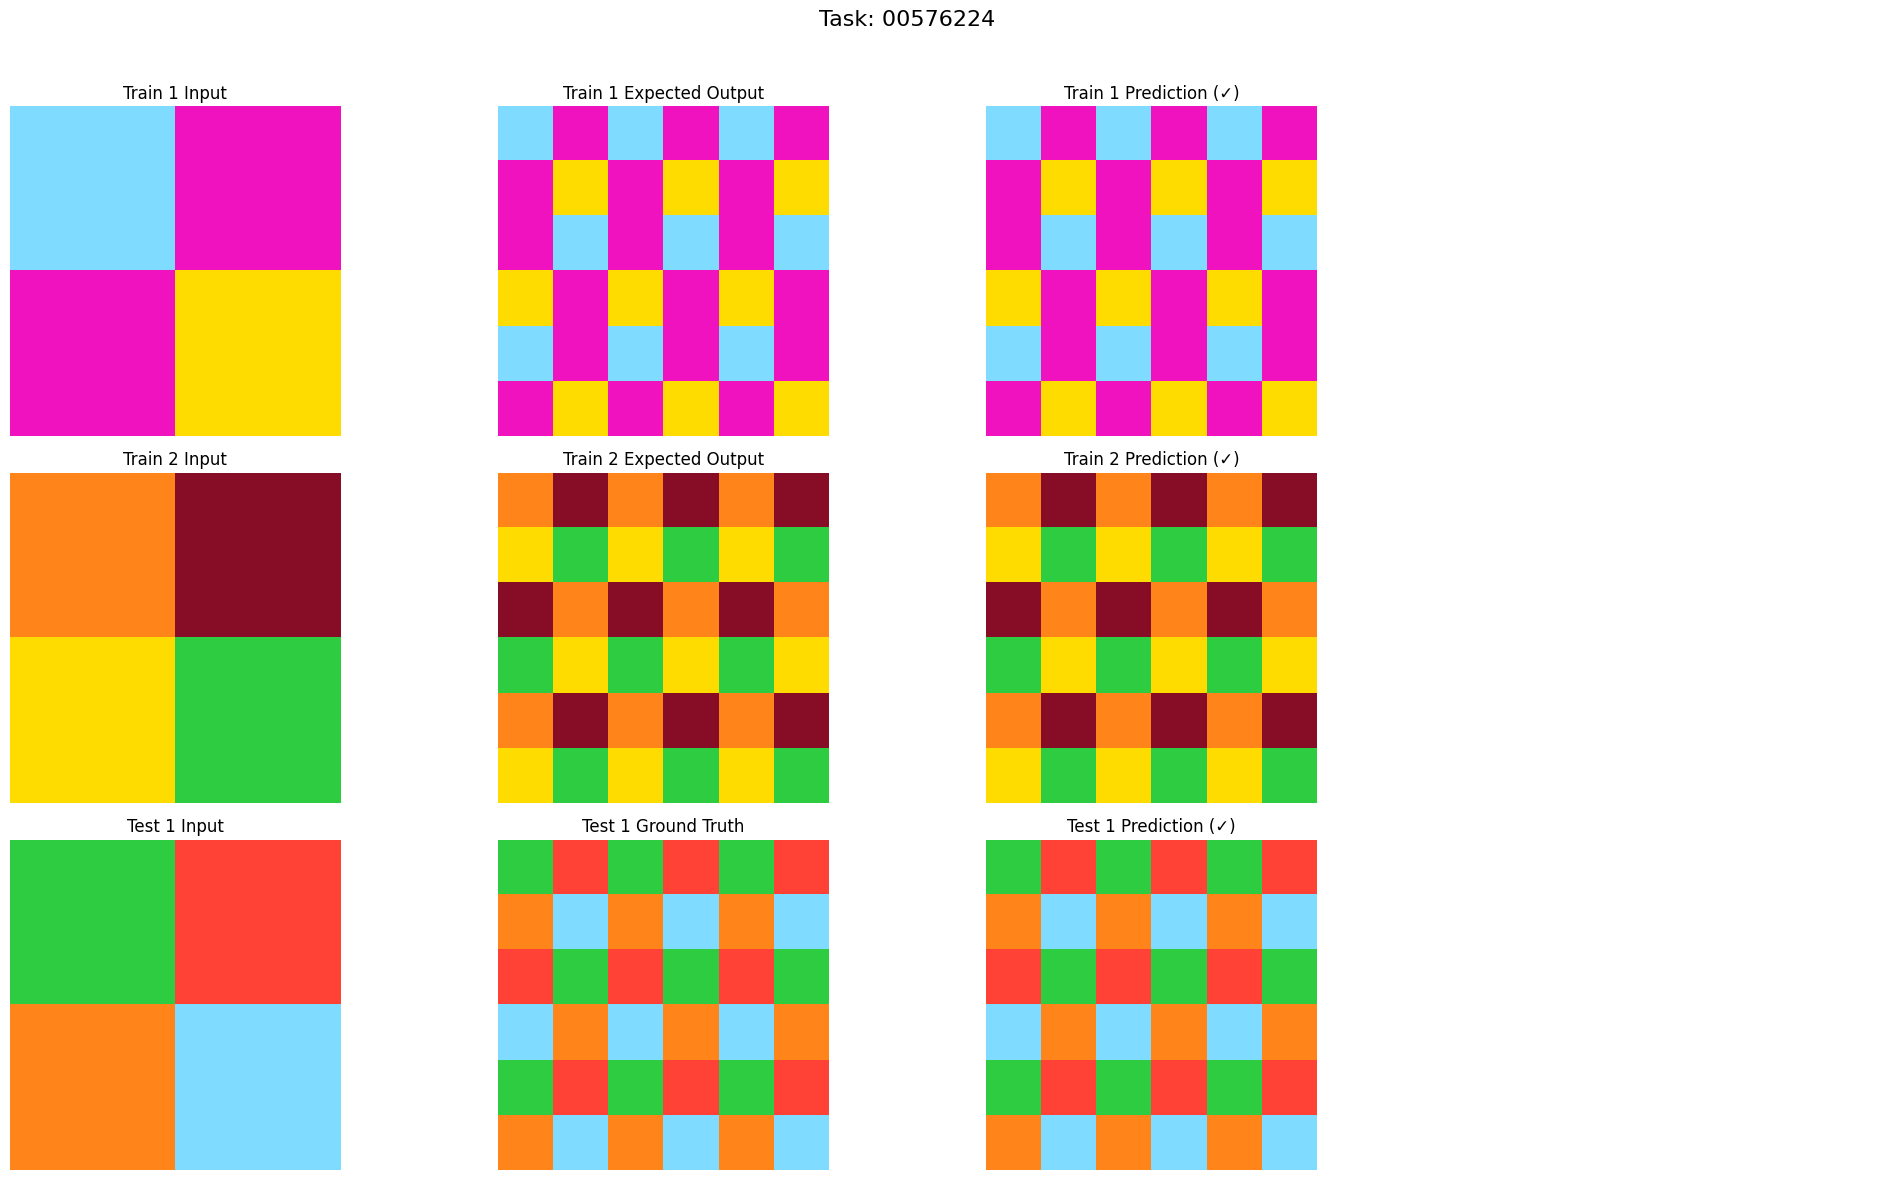 Task: 00576224
Train 1 Input
Train 1 Expected Output
Train 1 Prediction (✓)
Train 2 Input
Train 2 Expected Output
Train 2 Prediction (✓)
Test 1 Input
Test 1 Ground Truth
Test 1 Prediction (✓)